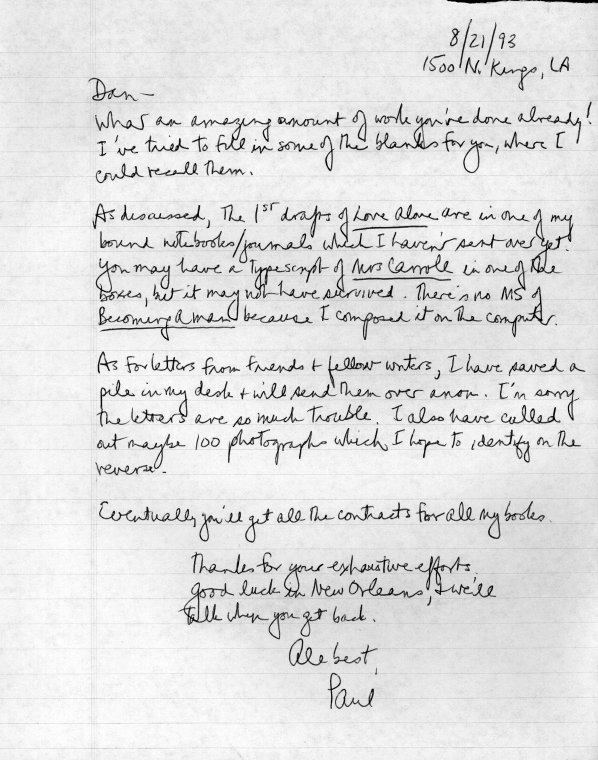 8/21/93
1500 N. Kings, LA
Dan—
What an amazing amount of work you've done already!
I've tried to fill in some of the blanks for you, where I
could recall them.
As discussed, the 1st drafts of Love Alone are in one of my
bound notebooks/journals which I haven't sent over yet.
You may have a typescript of Mrs Carroll in one of the
boxes, but it may not have survived. There's no MS of
Becoming a Man because I composed it on the computer.
As for letters from friends + fellow writers, I have saved a
pile in my desk + will send them over anon. I'm sorry
the letters are so much trouble. I also have culled
out maybe 100 photographs which I hope to identify on the
reverse.
Eventually you'll get all the contracts for all my books.
Thanks for your exhaustive efforts.
Good luck in New Orleans, + we'll
talk when you get back.
All best,
Paul